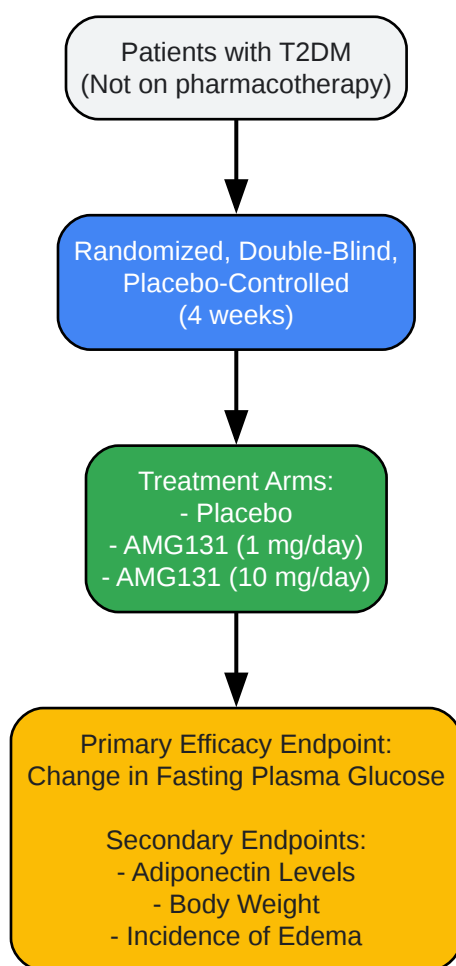 Patients with T2DM
(Not on pharmacotherapy)
Randomized, Double-Blind,
Placebo-Controlled
(4 weeks)
Treatment Arms:
- Placebo
- AMG131 (1 mg/day)
- AMG131 (10 mg/day)
Primary Efficacy Endpoint:
Change in Fasting Plasma Glucose
Secondary Endpoints:
- Adiponectin Levels
- Body Weight
- Incidence of Edema